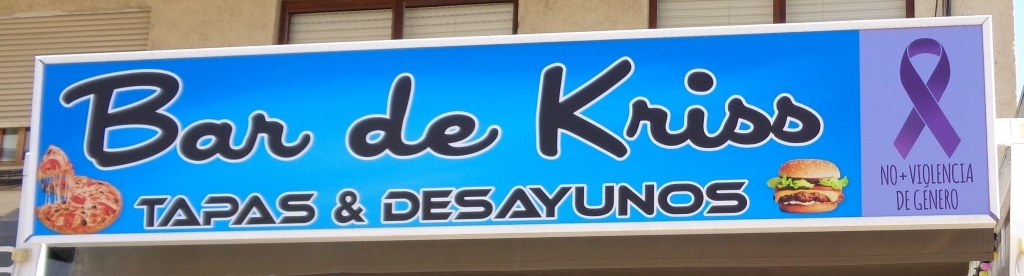 Bar de Kriss
TAPAS & DESAYUNOS
NO + VIOLENCIA
DE GÉNERO